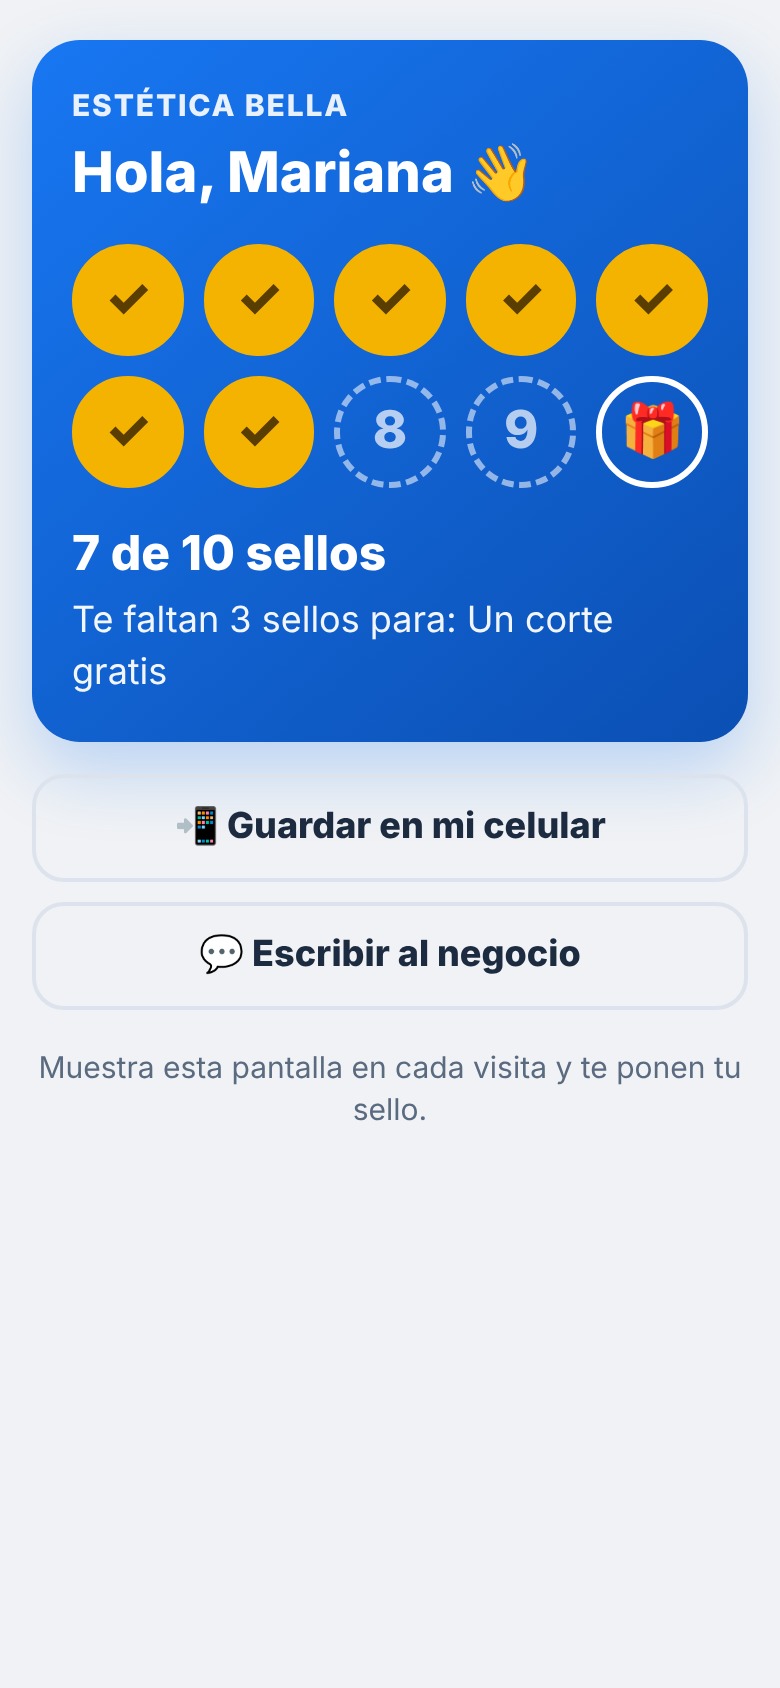 ESTÉTICA BELLA
Hola, Mariana 👋
8 9
7 de 10 sellos
Te faltan 3 sellos para: Un corte
gratis
Guardar en mi celular
Escribir al negocio
Muestra esta pantalla en cada visita y te ponen tu
sello.